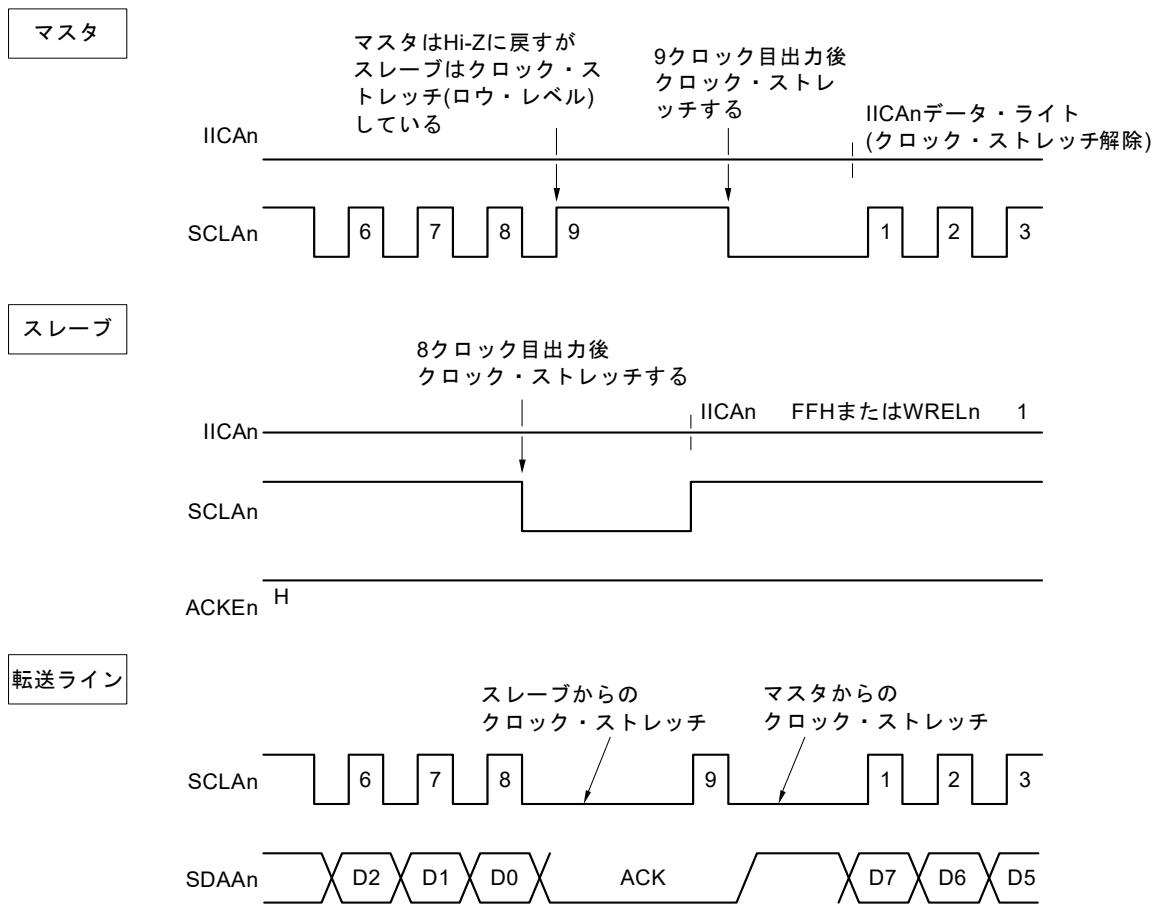 マスタ
マスタはHi-Zに戻すが
スレーブはクロック・ス
トレッチ(ロウ・レベル)
している
9クロック目出力後
クロック・ストレ
ッチする
IICAnデータ・ライト
(クロック・ストレッチ解除)
IICAn
SCLAn
6 7 8 9 1 2 3
スレーブ
8クロック目出力後
クロック・ストレッチする
IICAn FFHまたはWRELn 1
IICAn
SCLAn
H
ACKEn
転送ライン
スレーブからの
クロック・ストレッチ
マスタからの
クロック・ストレッチ
SCLAn
6 7 8 9 1 2 3
SDAAn
D2 D1 D0 ACK D7 D6 D5